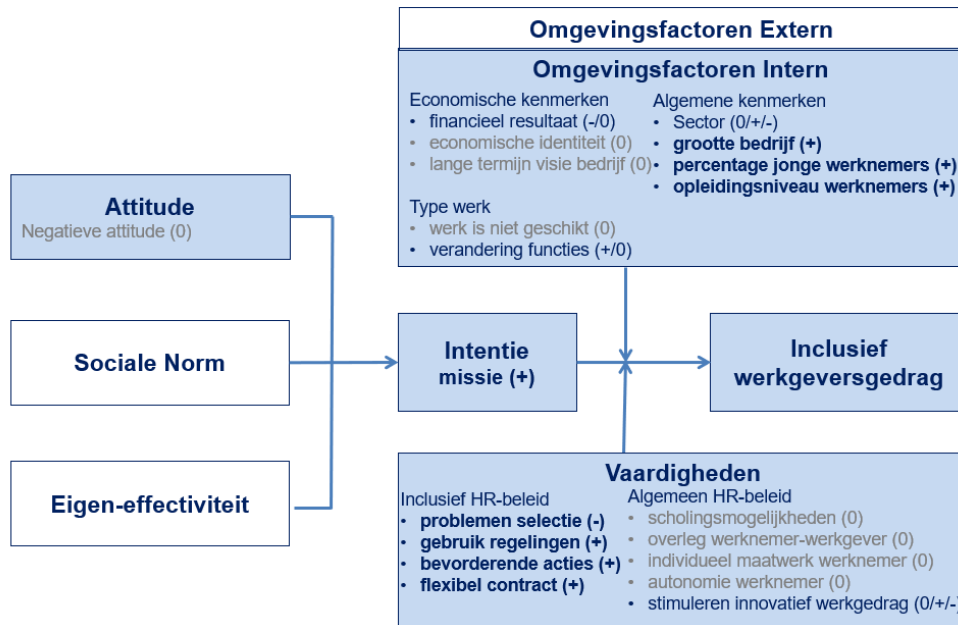 Omgevingsfactoren Extern
Omgevingsfactoren Intern
Economische kenmerken
• financieel resultaat (-/0)
• economische identiteit (0)
• lange termijn visie bedrijf (0)
Type werk
• werk is niet geschikt (0)
• verandering functies (+/0)
Algemene kenmerken
• Sector (0/+/-)
• grootte bedrijf (+)
• percentage jonge werknemers (+)
• opleidingsniveau werknemers (+)
Attitude
Negatieve attitude (0)
Sociale Norm
Eigen-effectiviteit
Intentie
missie (+)
Inclusief
werkgeversgedrag
Vaardigheden
Inclusief HR-beleid
• problemen selectie (-)
• gebruik regelingen (+)
• bevorderende acties (+)
• flexibel contract (+)
Algemeen HR-beleid
• scholingsmogelijkheden (0)
• overleg werknemer-werkgever (0)
• individueel maatwerk werknemer (0)
• autonomie werknemer (0)
• stimuleren innovatief werkgedrag (0/+/-)